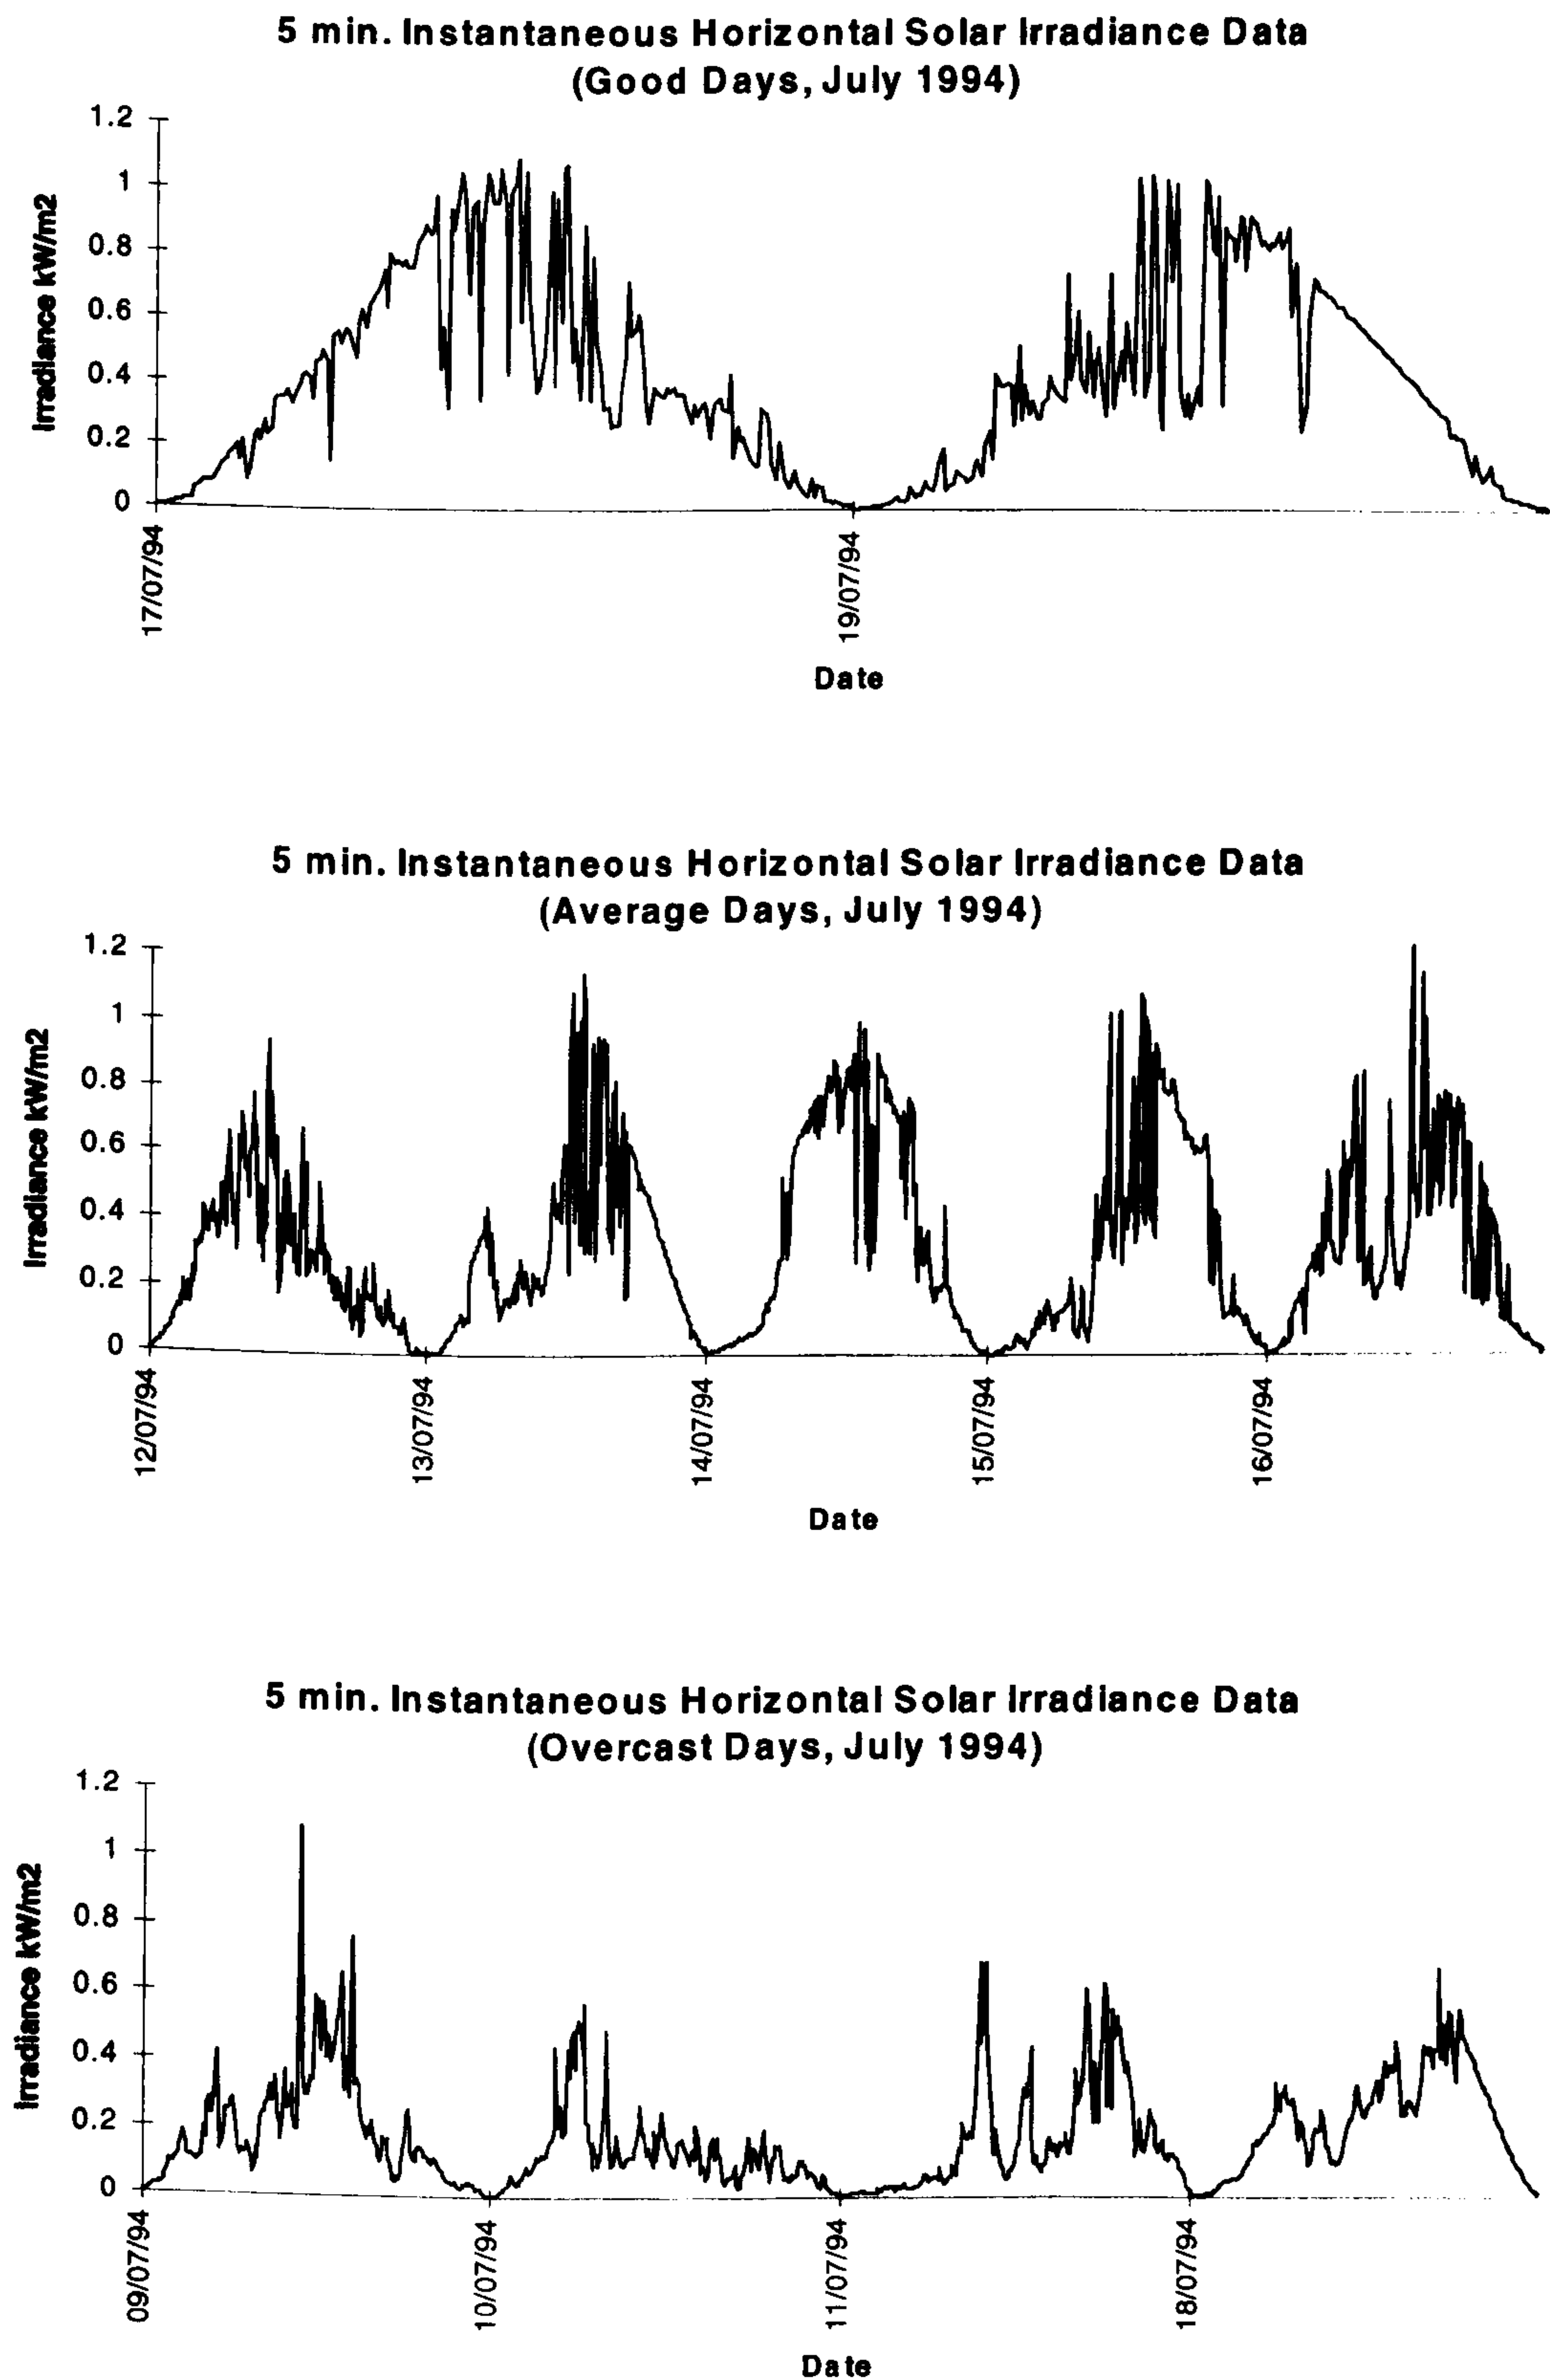 5 min. Instantaneous Horizontal Solar Irradiance Data
(Good Days, July 1994)
Irradiance kW/m2
1.2
1
0.8
0.6
0.4
0.2
0
17/07/94
19/07/94
Date
5 min. Instantaneous Horizontal Solar Irradiance Data
(Average Days, July 1994)
Irradiance kW/m2
1.2
1
0.8
0.6
0.4
0.2
0
12/07/94
13/07/94
14/07/94
15/07/94
16/07/94
Date
5 min. Instantaneous Horizontal Solar Irradiance Data
(Overcast Days, July 1994)
Irradiance kW/m2
1.2
1
0.8
0.6
0.4
0.2
0
09/07/94
10/07/94
11/07/94
18/07/94
Date